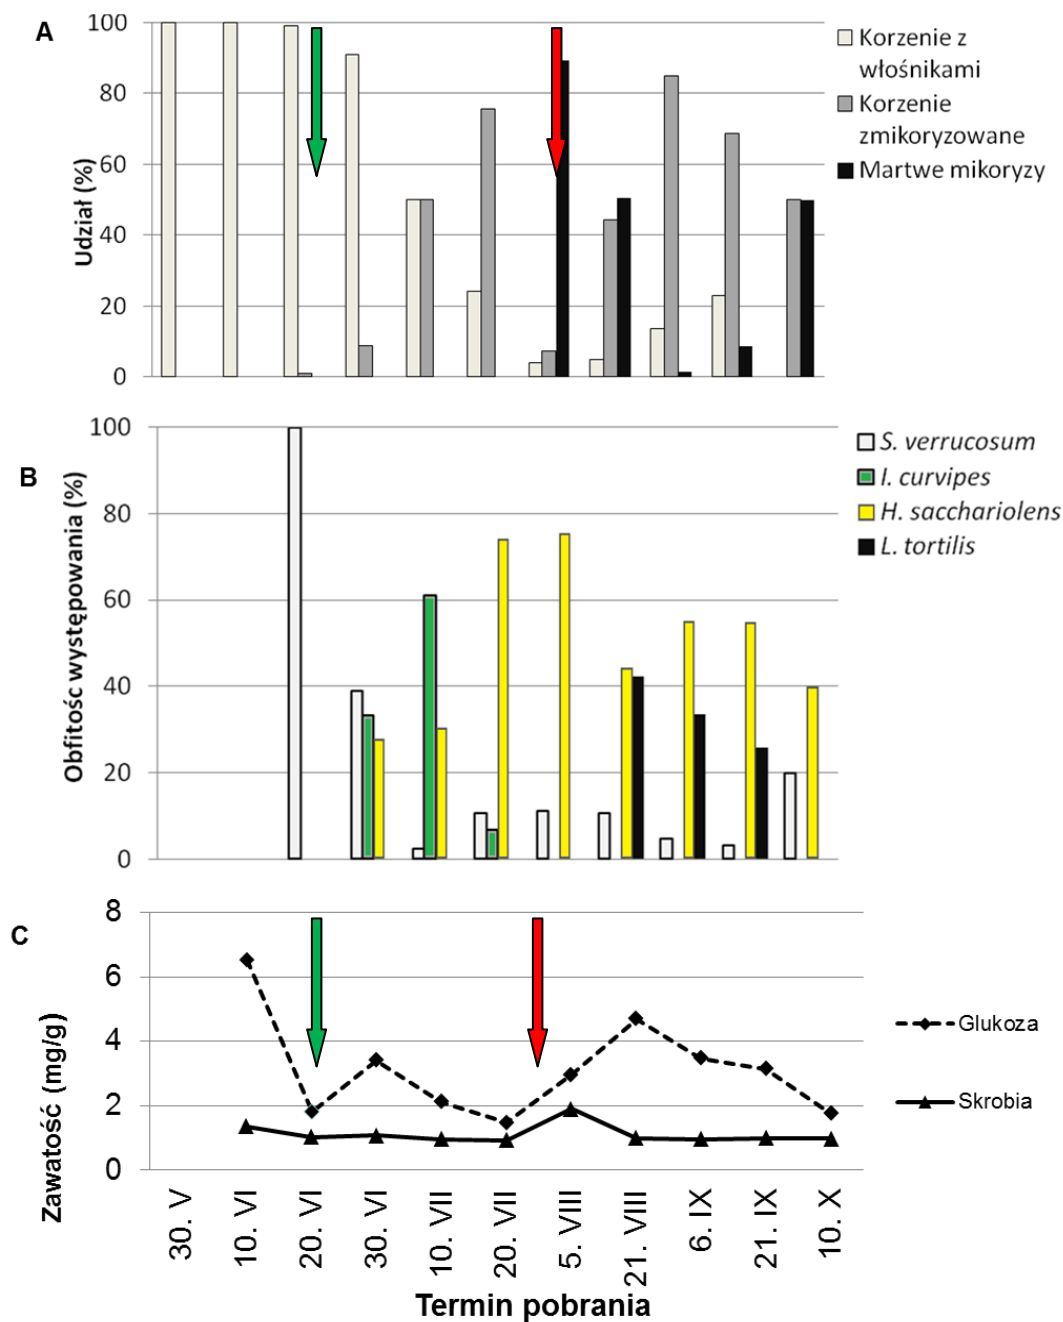 A
100
80
60
40
20
0
Udział (%)
Korzenie z
włośnikami
Korzenie
zmikoryzowane
Martwe mikoryzy
B
100
80
60
40
20
0
Obfitość występowania (%)
S. verrucosum
I. curvipes
H. sacchariolens
L. tortilis
C
8
6
4
2
0
Zawatość (mg/g)
Glukoza
Skrobia
30. V
10. VI
20. VI
30. VI
10. VII
20. VII
5. VIII
21. VIII
6. IX
21. IX
10. X
Termin pobrania